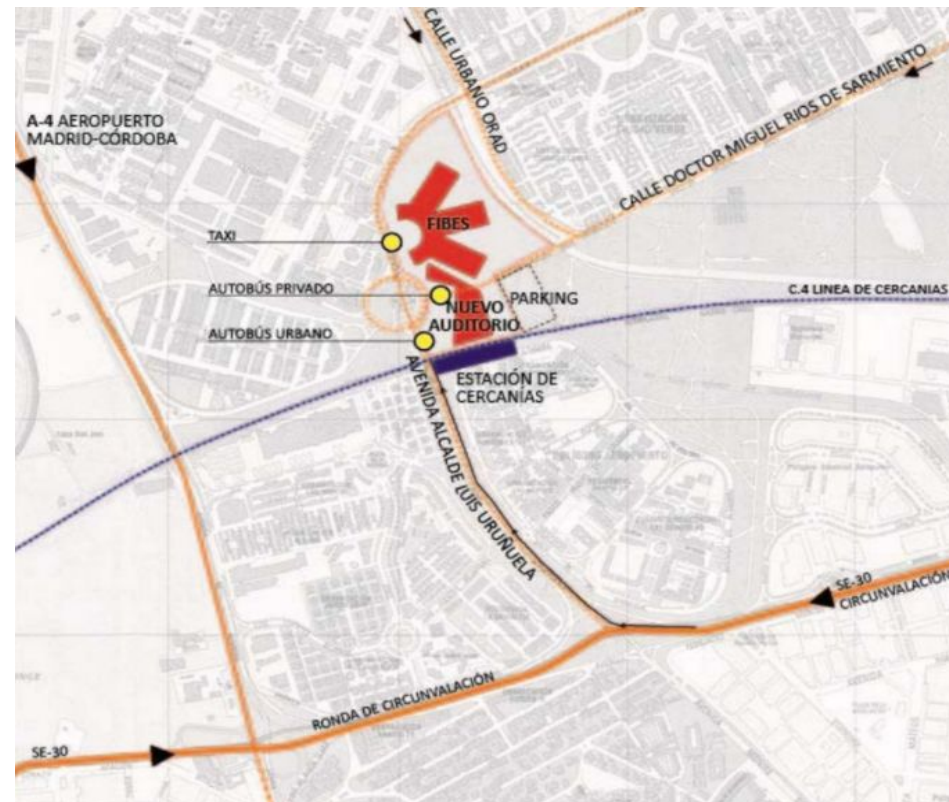 CALLE URBANO ORAD
CALLE DOCTOR MIGUEL RIOS DE SARMIENTO
A-4 AEROPUERTO
MADRID-CÓRDOBA
FIBES
TAXI
AUTOBÚS PRIVADO
PARKING
C.4 LINEA DE CERCANIAS
NUEVO
AUDITORIO
AUTOBÚS URBANO
ESTACIÓN DE
CERCANÍAS
AVENIDA ALCALDE LUIS URUÑUELA
SE-30
CIRCUNVALACIÓN
RONDA DE CIRCUNVALACIÓN
SE-30